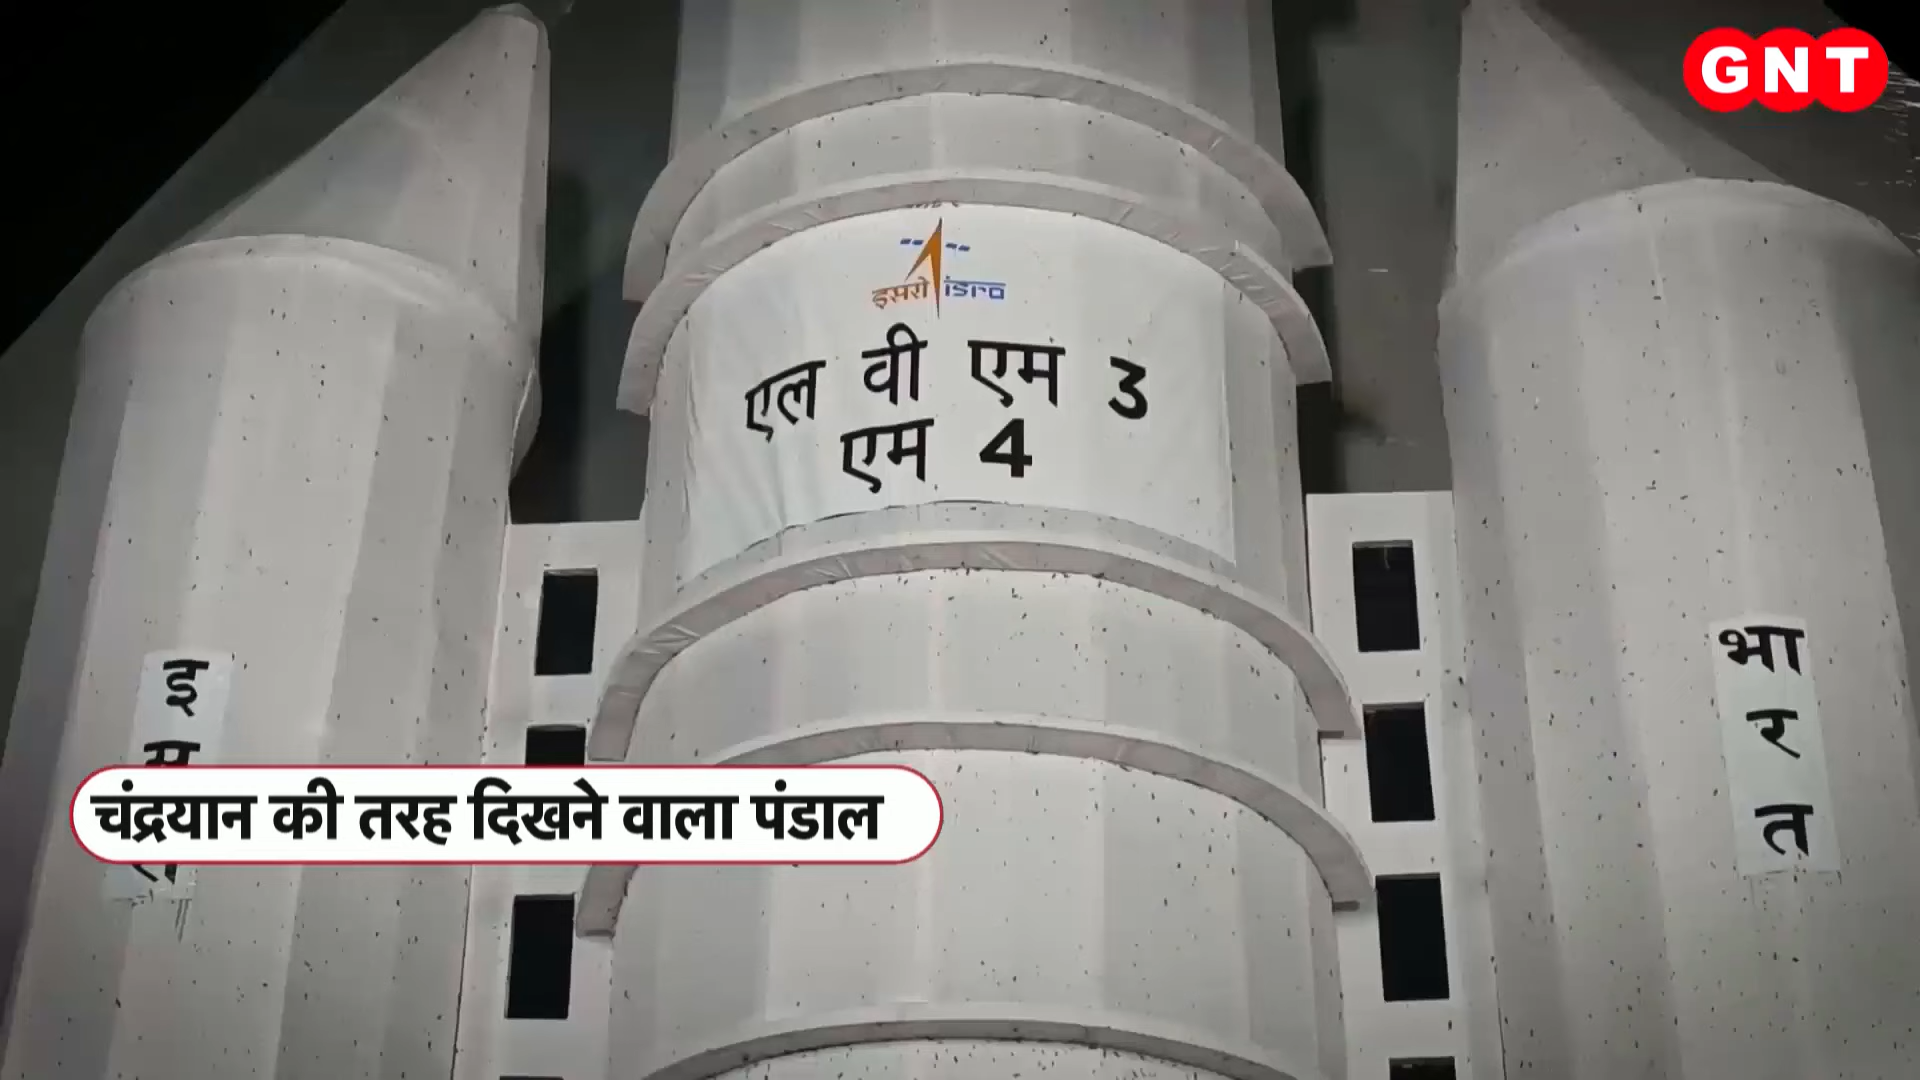 GNT
इसरो isro
एल वी एम 3
एम 4
इ
भा
र
त
चंद्रयान की तरह दिखने वाला पंडाल